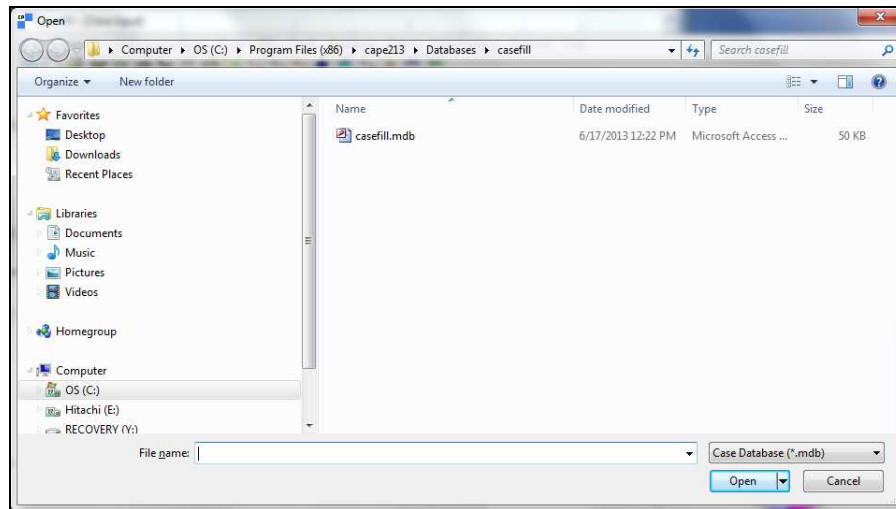 Open
Computer ▸ OS (C:) ▸ Program Files (x86) ▸ cape213 ▸ Databases ▸ casefill
Search casefill
Organize
New folder
Name Date modified Type Size
casefill.mdb 6/17/2013 12:22 PM Microsoft Access ... 50 KB
Favorites
Desktop
Downloads
Recent Places
Libraries
Documents
Music
Pictures
Videos
Homegroup
Computer
OS (C:)
Hitachi (E:)
RECOVERY (Y:)
File name:
Case Database (*.mdb)
Open
Cancel